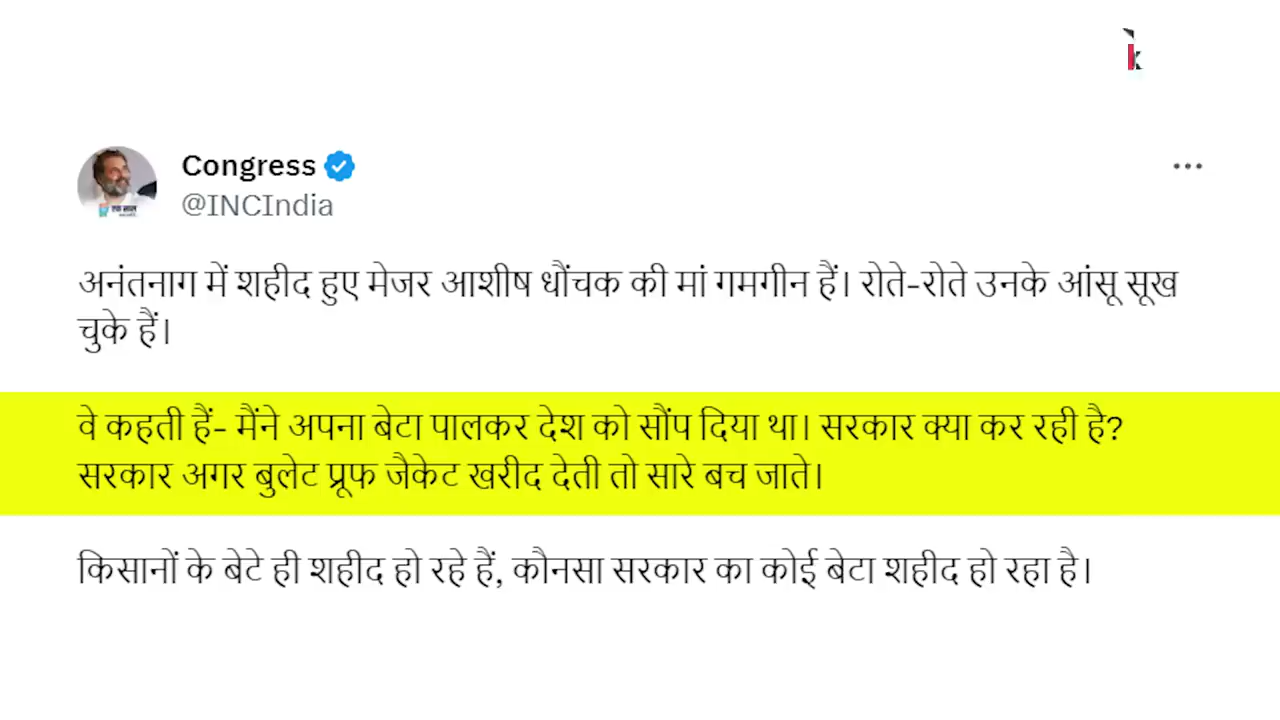 Congress
@INCIndia
अनंतनाग में शहीद हुए मेजर आशीष धौंचक की मां गमगीन हैं। रोते-रोते उनके आंसू सूख
चुके हैं।
वे कहती हैं- मैंने अपना बेटा पालकर देश को सौंप दिया था। सरकार क्या कर रही है?
सरकार अगर बुलेट प्रूफ जैकेट खरीद देती तो सारे बच जाते।
किसानों के बेटे ही शहीद हो रहे हैं, कौनसा सरकार का कोई बेटा शहीद हो रहा है।